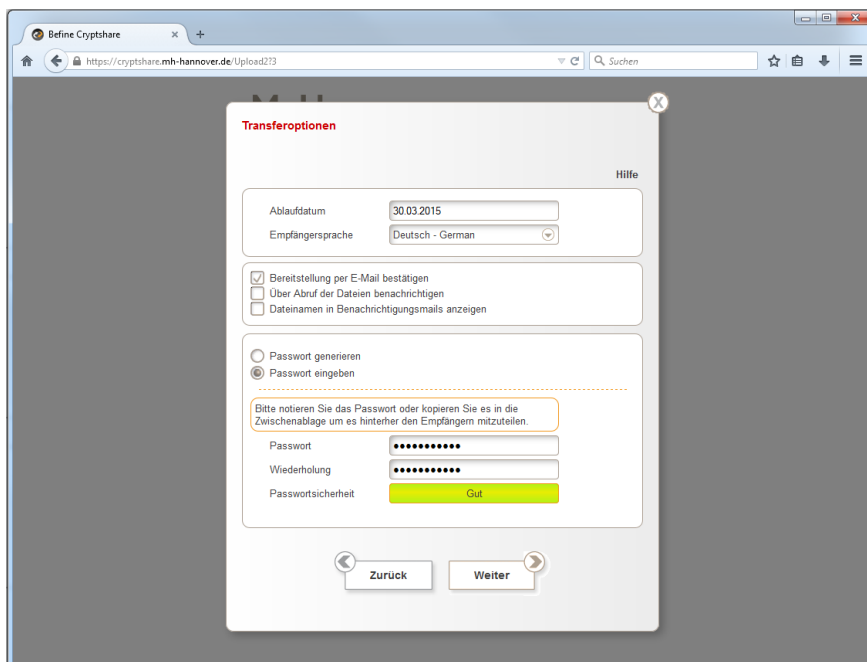 Befine Cryptshare
https://cryptshare.mh-hannover.de/Upload2?3
Suchen
Transferoptionen
Hilfe
Ablaufdatum
30.03.2015
Empfängersprache
Deutsch - German
Bereitstellung per E-Mail bestätigen
Über Abruf der Dateien benachrichtigen
Dateinamen in Benachrichtigungsmails anzeigen
Passwort generieren
Passwort eingeben
Bitte notieren Sie das Passwort oder kopieren Sie es in die
Zwischenablage um es hinterher den Empfängern mitzuteilen.
Passwort
●●●●●●●●●●●
Wiederholung
●●●●●●●●●●●
Passwortsicherheit
Gut
Zurück
Weiter